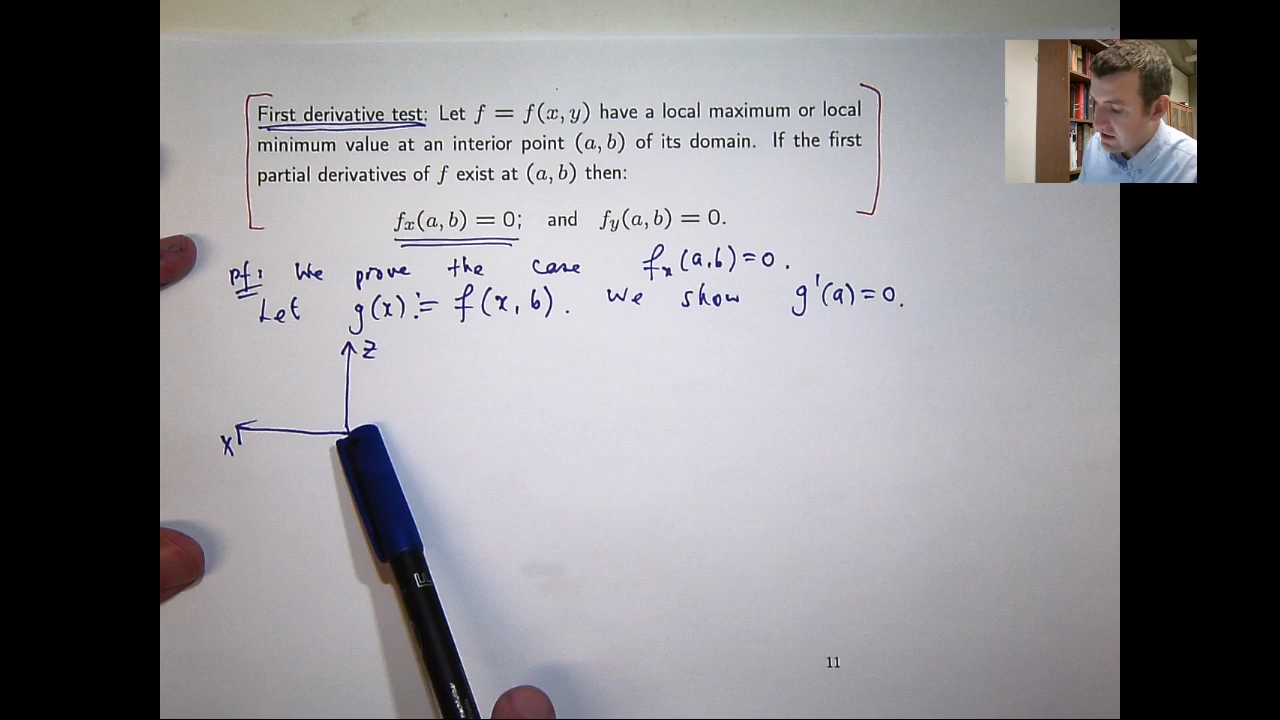 First derivative test: Let f = f(x, y) have a local maximum or local
minimum value at an interior point (a, b) of its domain. If the first
partial derivatives of f exist at (a, b) then:
fx(a, b) = 0; and fy(a, b) = 0.
pf: We prove the case fx(a,b)=0.
Let g(x) := f(x, b). We show g'(a)=0.
Z
X
11